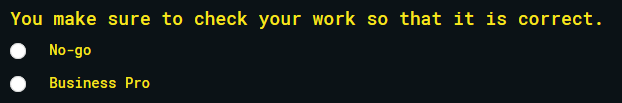 You make sure to check your work so that it is correct.
No-go
Business Pro